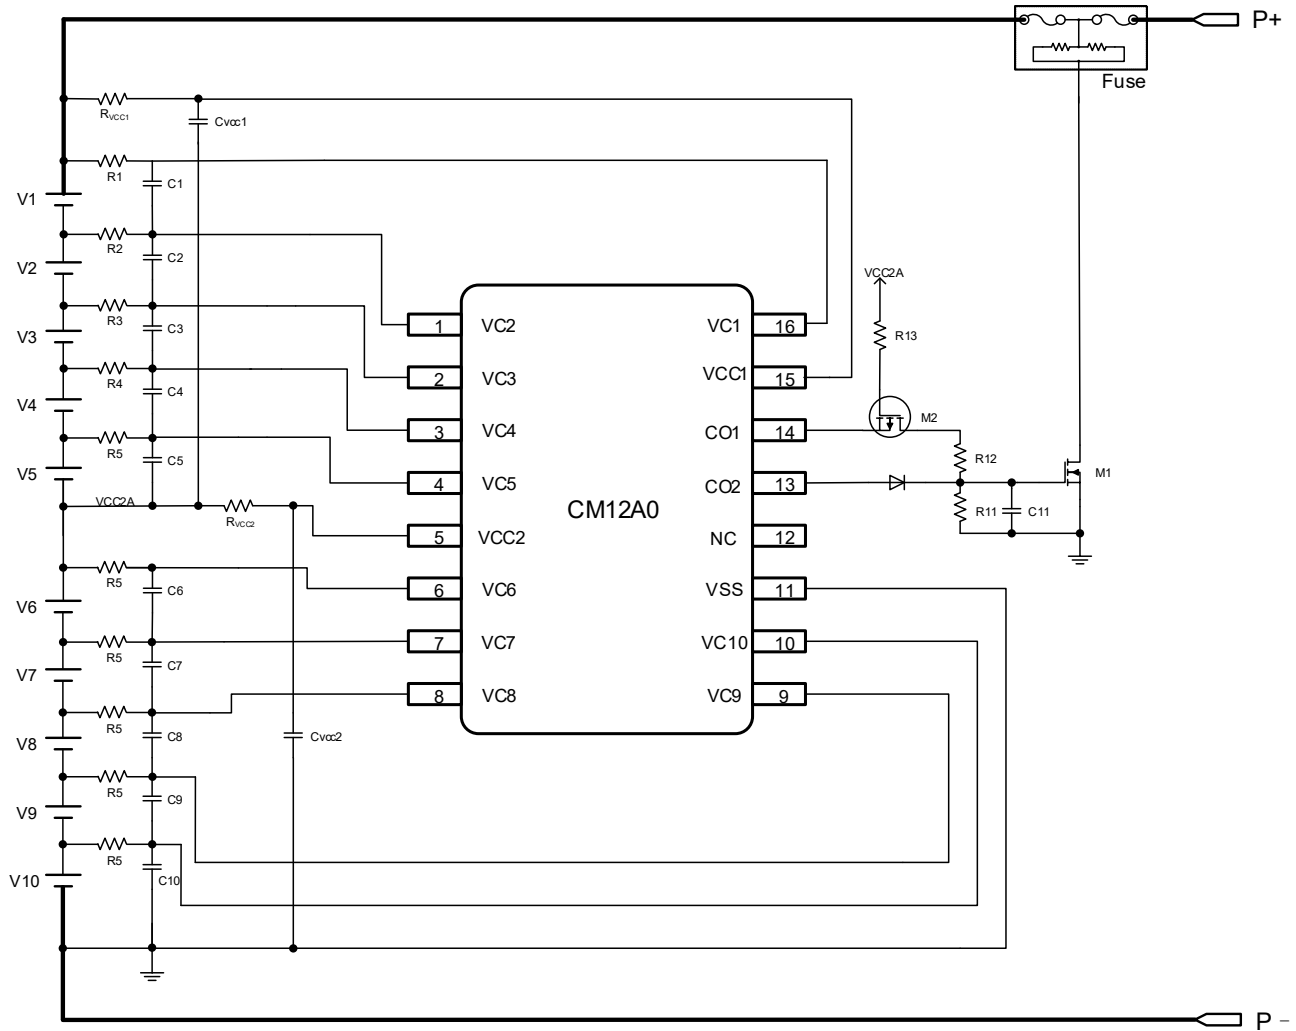 P+
Fuse
RVCC1
Cvcc1
R1
C1
V1
R2
C2
V2
R3
C3
V3
R4
C4
V4
R5
C5
V5
VCC2A
RVCC2
R5
C6
V6
R5
C7
V7
R5
C8
V8
Cvcc2
R5
C9
V9
R5
C10
V10
CM12A0
1 VC2
2 VC3
3 VC4
4 VC5
5 VCC2
6 VC6
7 VC7
8 VC8
VC1 16
VCC1 15
CO1 14
CO2 13
NC 12
VSS 11
VC10 10
VC9 9
VCC2A
R13
M2
R12
R11
C11
M1
P −